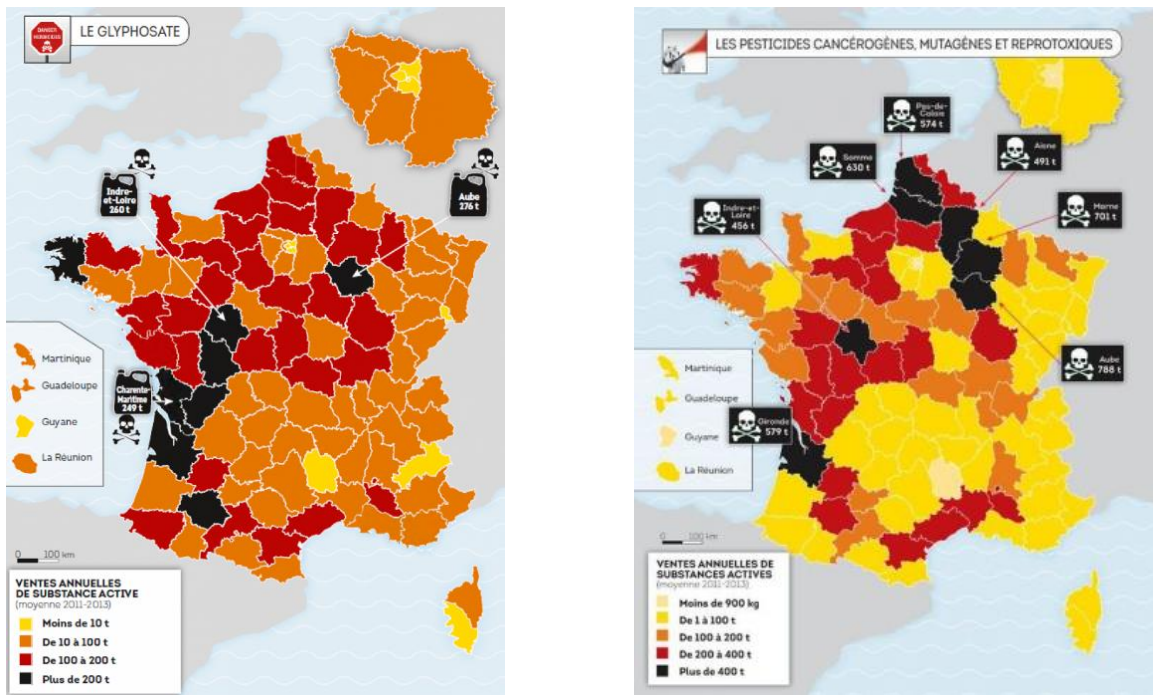 DANGER
HERBICIDES
LE GLYPHOSATE
Indre-
et-Loire
260 t
Aube
276 t
Martinique
Guadeloupe
Guyane
La Réunion
Charente-
Maritime
249 t
0 100 km
VENTES ANNUELLES
DE SUBSTANCE ACTIVE
(moyenne 2011-2013)
Moins de 10 t
De 10 à 100 t
De 100 à 200 t
Plus de 200 t
LES PESTICIDES CANCÉROGÈNES, MUTAGÈNES ET REPROTOXIQUES
Pas-de-
Calais
574 t
Somme
630 t
Aisne
491 t
Indre-et-
Loire
456 t
Marne
701 t
Aube
788 t
Gironde
579 t
Martinique
Guadeloupe
Guyane
La Réunion
0 100 km
VENTES ANNUELLES DE
SUBSTANCES ACTIVES
(moyenne 2011-2013)
Moins de 900 kg
De 1 à 100 t
De 100 à 200 t
De 200 à 400 t
Plus de 400 t